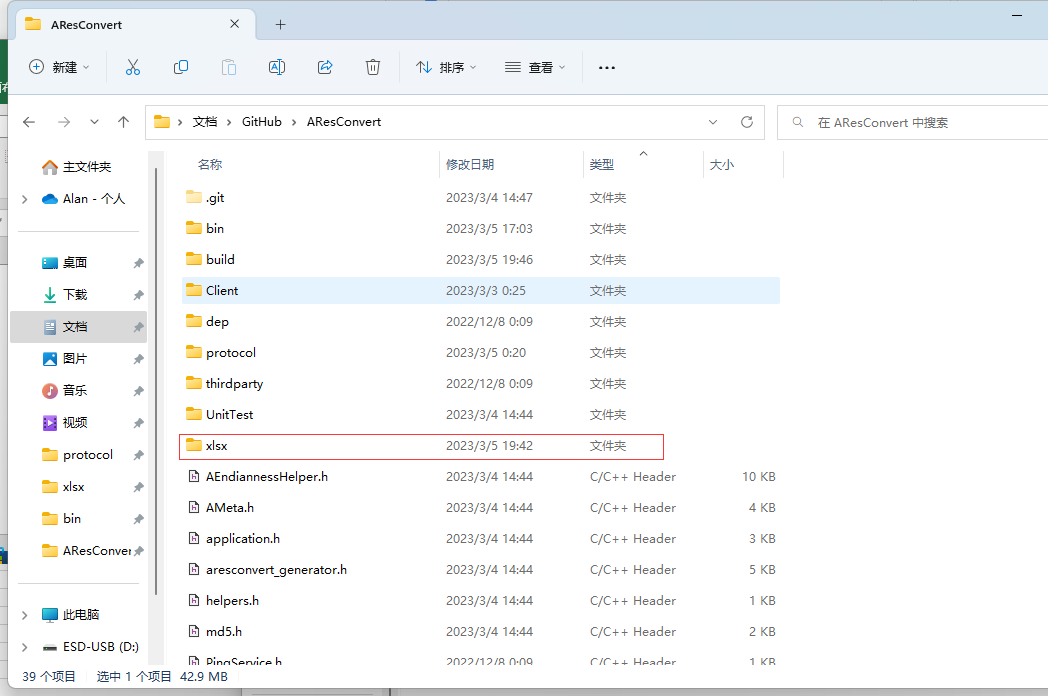 AResConvert
新建
排序
查看
文档 GitHub AResConvert
在 AResConvert 中搜索
主文件夹
Alan - 个人
桌面
下载
文档
图片
音乐
视频
protocol
xlsx
bin
AResConver
此电脑
ESD-USB (D:)
名称 修改日期 类型 大小
.git 2023/3/4 14:47 文件夹
bin 2023/3/5 17:03 文件夹
build 2023/3/5 19:46 文件夹
Client 2023/3/3 0:25 文件夹
dep 2022/12/8 0:09 文件夹
protocol 2023/3/5 0:20 文件夹
thirdparty 2022/12/8 0:09 文件夹
UnitTest 2023/3/4 14:44 文件夹
xlsx 2023/3/5 19:42 文件夹
AEndiannessHelper.h 2023/3/4 14:44 C/C++ Header 10 KB
AMeta.h 2023/3/4 14:44 C/C++ Header 4 KB
application.h 2023/3/4 14:44 C/C++ Header 3 KB
aresconvert_generator.h 2023/3/4 14:44 C/C++ Header 5 KB
helpers.h 2023/3/4 14:44 C/C++ Header 1 KB
md5.h 2023/3/4 14:44 C/C++ Header 2 KB
PingService.h 2022/12/8 0:09 C/C++ Header 1 KB
39 个项目 选中 1 个项目 42.9 MB